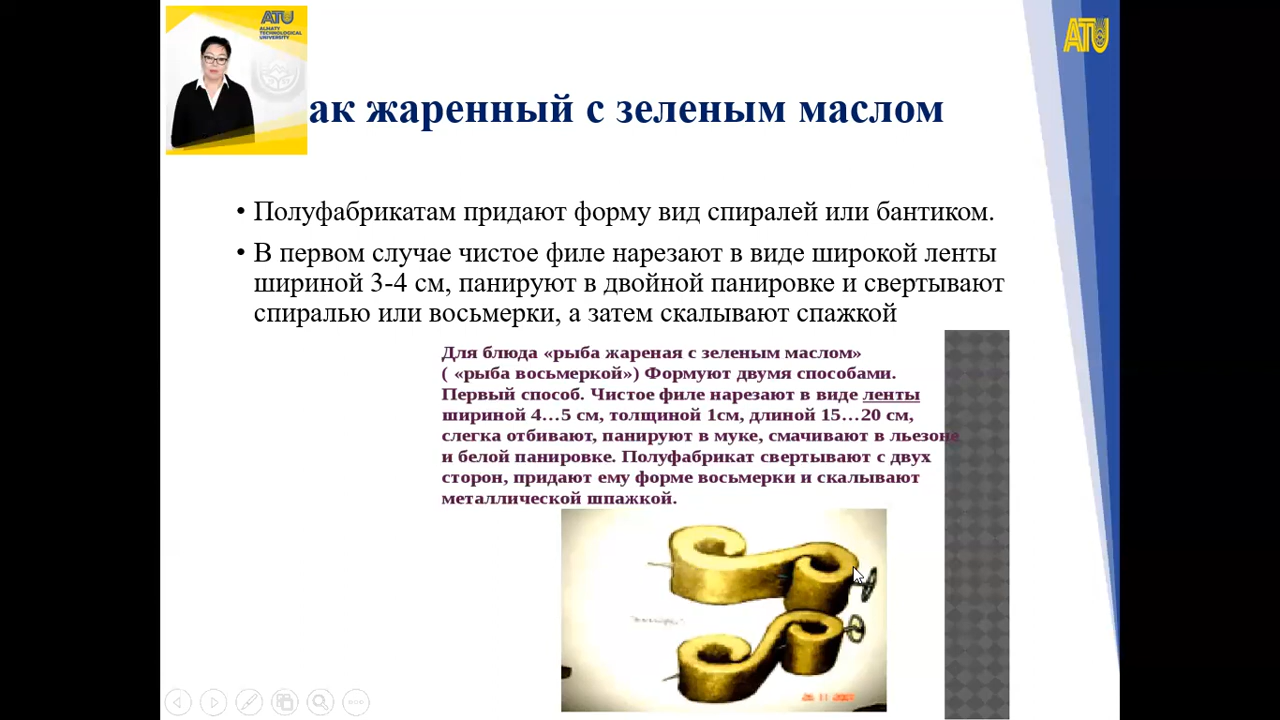 ATU
ALMATY
TECHNOLOGICAL
UNIVERSITY
ATU
ак жаренный с зеленым маслом
• Полуфабрикатам придают форму вид спиралей или бантиком.
• В первом случае чистое филе нарезают в виде широкой ленты
шириной 3-4 см, панируют в двойной панировке и свертывают
спиралью или восьмерки, а затем скалывают спажкой
Для блюда «рыба жареная с зеленым маслом»
( «рыба восьмеркой») Формуют двумя способами.
Первый способ. Чистое филе нарезают в виде ленты
шириной 4…5 см, толщиной 1см, длиной 15…20 см,
слегка отбивают, панируют в муке, смачивают в льезоне
и белой панировке. Полуфабрикат свертывают с двух
сторон, придают ему форме восьмерки и скалывают
металлической шпажкой.